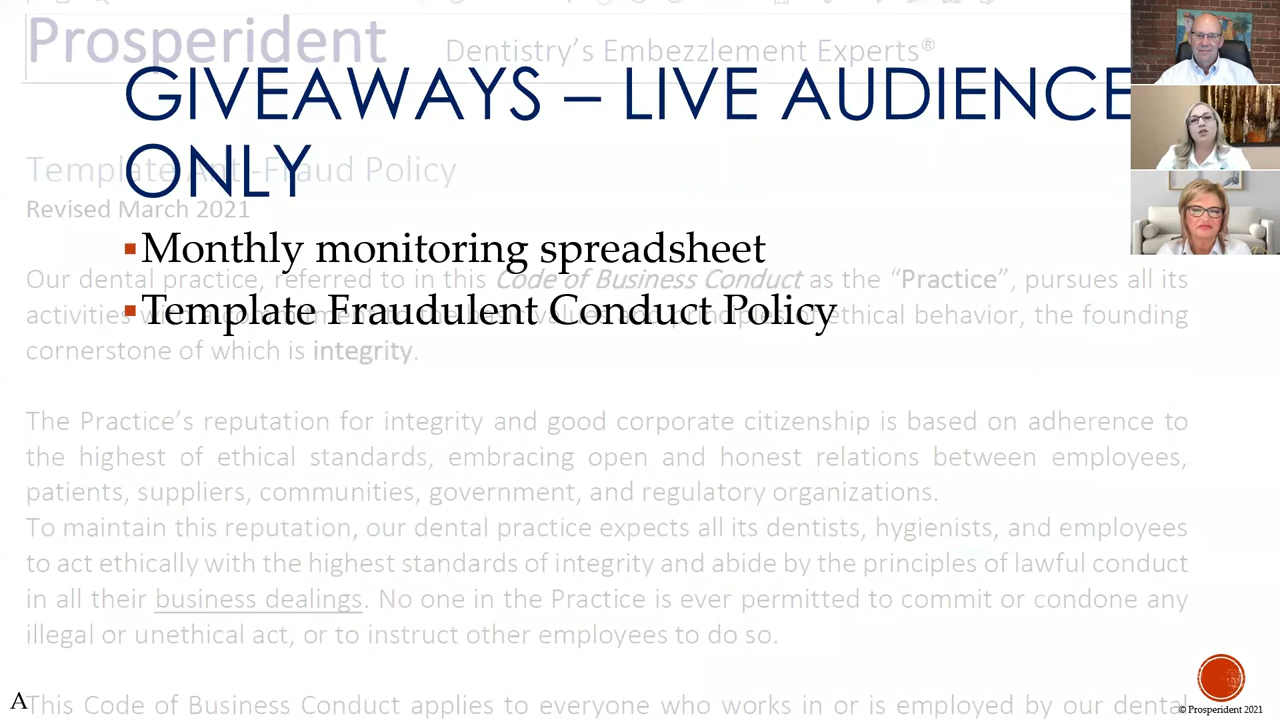 Prosperident Dentistry's Embezzlement Experts®
GIVEAWAYS – LIVE AUDIENCE
ONLY
Template Anti-Fraud Policy
Revised March 2021
▪Monthly monitoring spreadsheet
Our dental practice, referred to in this Code of Business Conduct as the “Practice”, pursues all its
▪Template Fraudulent Conduct Policy
activities with a commitment to the values and principles of ethical behavior, the founding
cornerstone of which is integrity.
The Practice’s reputation for integrity and good corporate citizenship is based on adherence to
the highest of ethical standards, embracing open and honest relations between employees,
patients, suppliers, communities, government, and regulatory organizations.
To maintain this reputation, our dental practice expects all its dentists, hygienists, and employees
to act ethically with the highest standards of integrity and abide by the principles of lawful conduct
in all their business dealings. No one in the Practice is ever permitted to commit or condone any
illegal or unethical act, or to instruct other employees to do so.
A
This Code of Business Conduct applies to everyone who works in or is employed by our dental
© Prosperident 2021